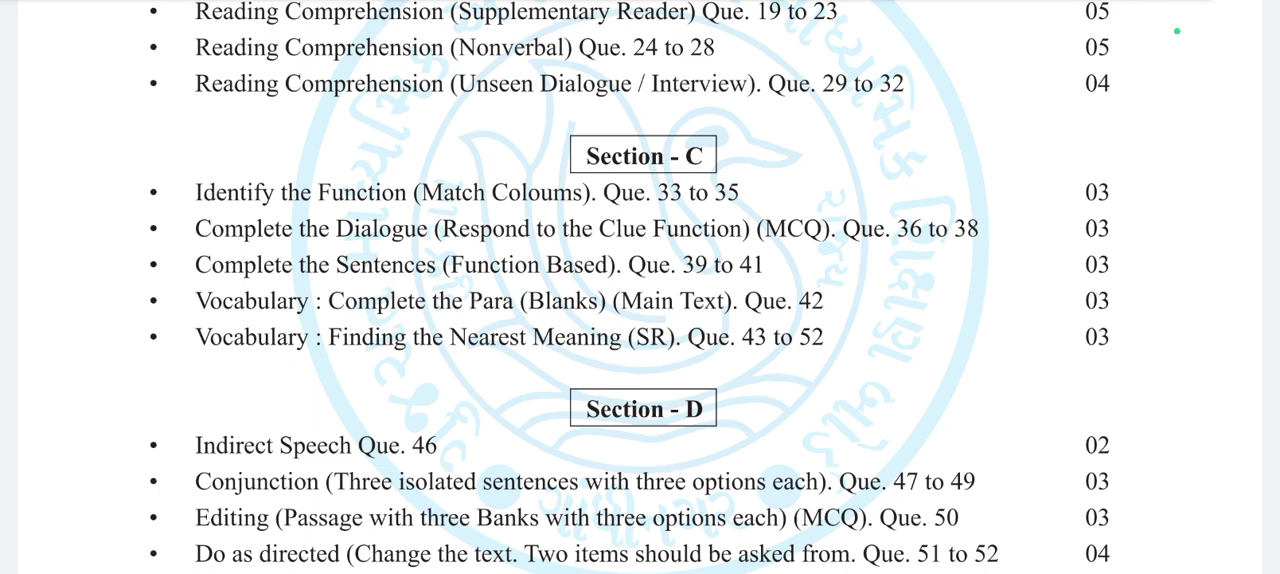 • Reading Comprehension (Supplementary Reader) Que. 19 to 23 05
• Reading Comprehension (Nonverbal) Que. 24 to 28 05
• Reading Comprehension (Unseen Dialogue / Interview). Que. 29 to 32 04
Section - C
• Identify the Function (Match Coloums). Que. 33 to 35 03
• Complete the Dialogue (Respond to the Clue Function) (MCQ). Que. 36 to 38 03
• Complete the Sentences (Function Based). Que. 39 to 41 03
• Vocabulary : Complete the Para (Blanks) (Main Text). Que. 42 03
• Vocabulary : Finding the Nearest Meaning (SR). Que. 43 to 52 03
Section - D
• Indirect Speech Que. 46 02
• Conjunction (Three isolated sentences with three options each). Que. 47 to 49 03
• Editing (Passage with three Banks with three options each) (MCQ). Que. 50 03
• Do as directed (Change the text. Two items should be asked from. Que. 51 to 52 04